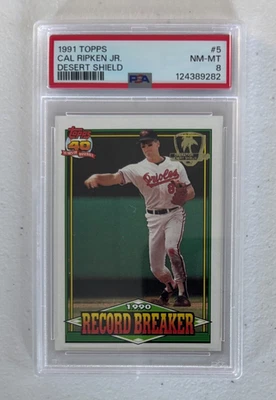 1991 TOPPS #5
CAL RIPKEN JR. NM-MT
DESERT SHIELD PSA 8
124389282
Topps
40
Orioles
8
1990
RECORD BREAKER